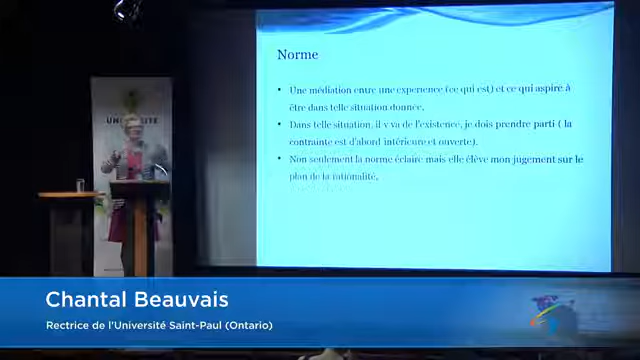 UNIVERSITÉ
Norme
• Une médiation entre une experience (ce qui est) et ce qui aspire à
être dans telle situation donnée.
• Dans telle situation, il y va de l'existence, je dois prendre parti ( la
contrainte est d'abord intérieure et ouverte).
• Non seulement la norme éclaire mais elle élève mon jugement sur le
plan de la rationalité.
Chantal Beauvais
Rectrice de l'Université Saint-Paul (Ontario)